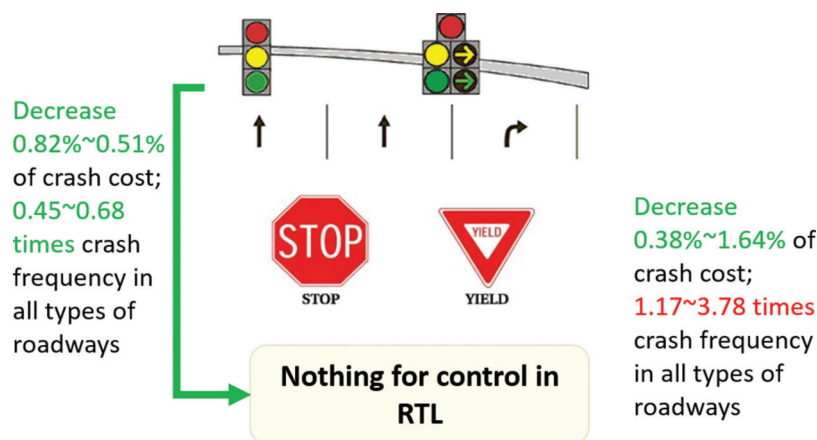 Decrease
0.82%~0.51%
of crash cost;
0.45~0.68
times crash
frequency in
all types of
roadways
STOP
STOP
YIELD
YIELD
Decrease
0.38%~1.64% of
crash cost;
1.17~3.78 times
crash frequency
in all types of
roadways
Nothing for control in
RTL